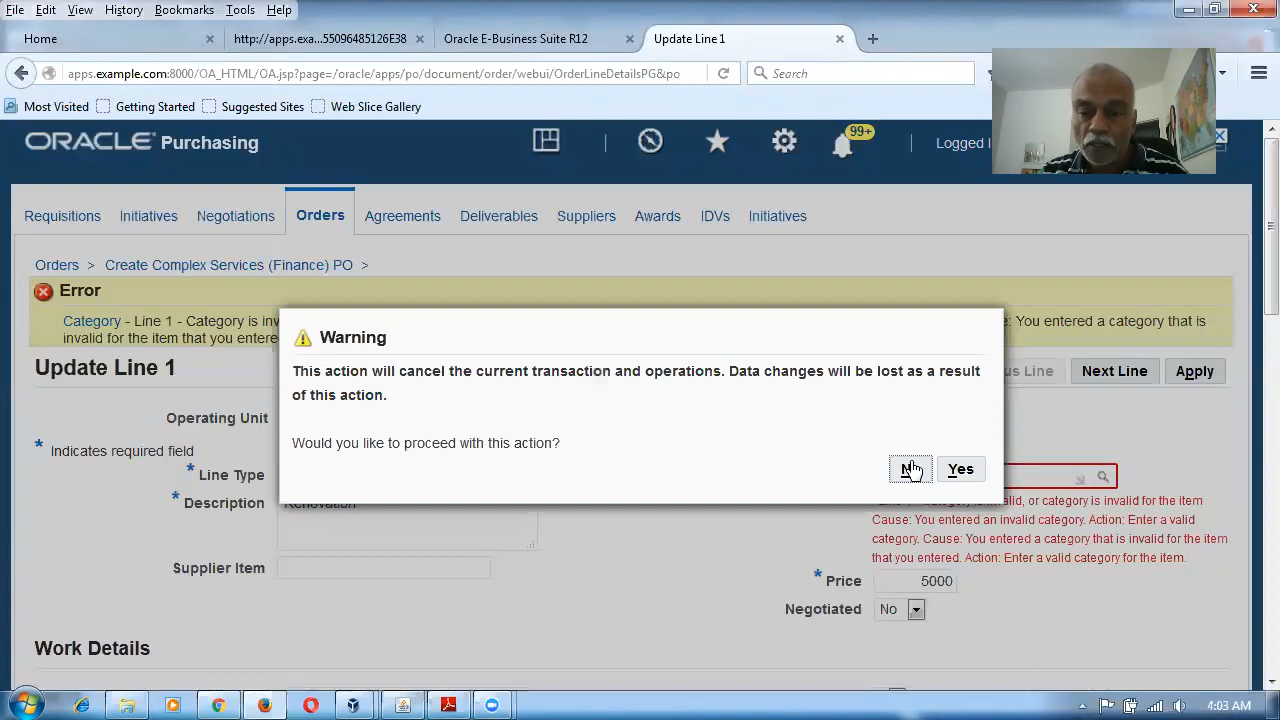 File Edit View History Bookmarks Tools Help
Home
http://apps.exa...55096485126E38
Oracle E-Business Suite R12
Update Line 1
apps.example.com:8000/OA_HTML/OA.jsp?page=/oracle/apps/po/document/order/webui/
Search
Most Visited Getting Started Suggested Sites Web Slice Gallery
ORACLE Purchasing
99+
Logged I
Requisitions Initiatives Negotiations Orders Agreements Deliverables Suppliers Awards IDVs Initiatives
Orders > Create Complex Services (Finance) PO >
Error
Category - Line 1 - Category is inv : You entered a category that is
invalid for the item that you entere
Update Line 1
us Line Next Line Apply
Warning
This action will cancel the current transaction and operations. Data changes will be lost as a result
of this action.
Would you like to proceed with this action?
Yes
Operating Unit
* Indicates required field
* Line Type
* Description Renovation
Supplier Item
Line 1 - Category is invalid, or category is invalid for the item
Cause: You entered an invalid category. Action: Enter a valid
category. Cause: You entered a category that is invalid for the item
that you entered. Action: Enter a valid category for the item.
* Price 5000
Negotiated No
Work Details
4:03 AM